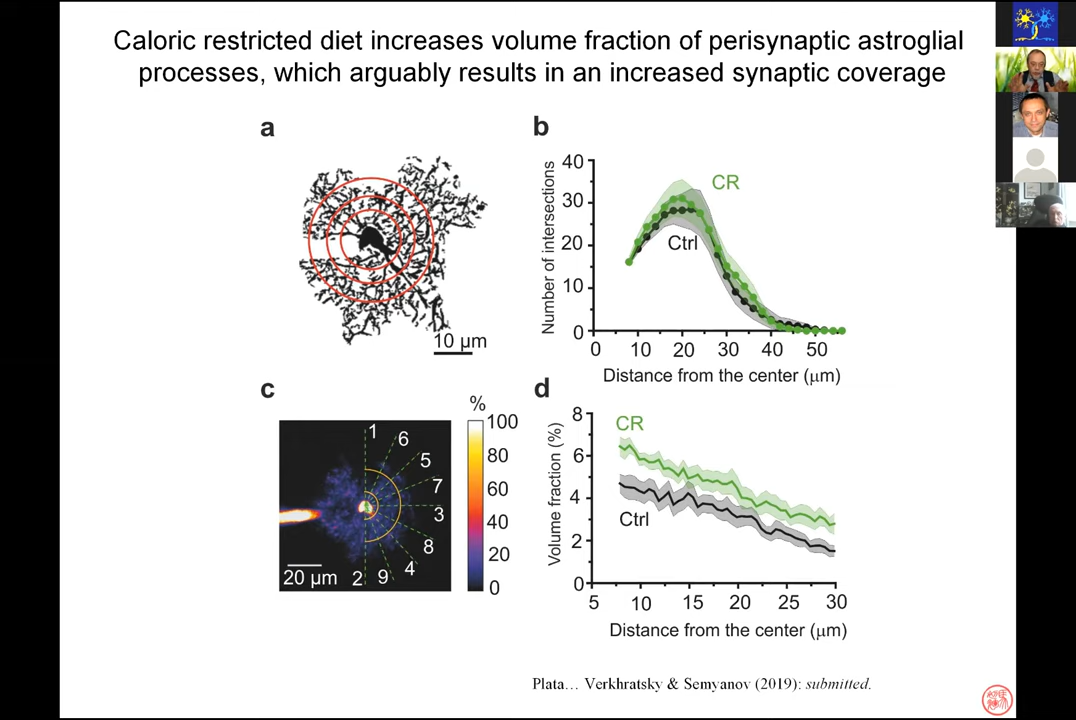 Caloric restricted diet increases volume fraction of perisynaptic astroglial
processes, which arguably results in an increased synaptic coverage
a
10 µm
b
Number of intersections
40
30
20
10
0
CR
Ctrl
0 10 20 30 40 50
Distance from the center (µm)
c
1
6
5
7
3
8
4
9
2
20 µm
%
100
80
60
40
20
0
d
Volume fraction (%)
8
6
4
2
0
CR
Ctrl
5 10 15 20 25 30
Distance from the center (µm)
Plata… Verkhratsky & Semyanov (2019): submitted.